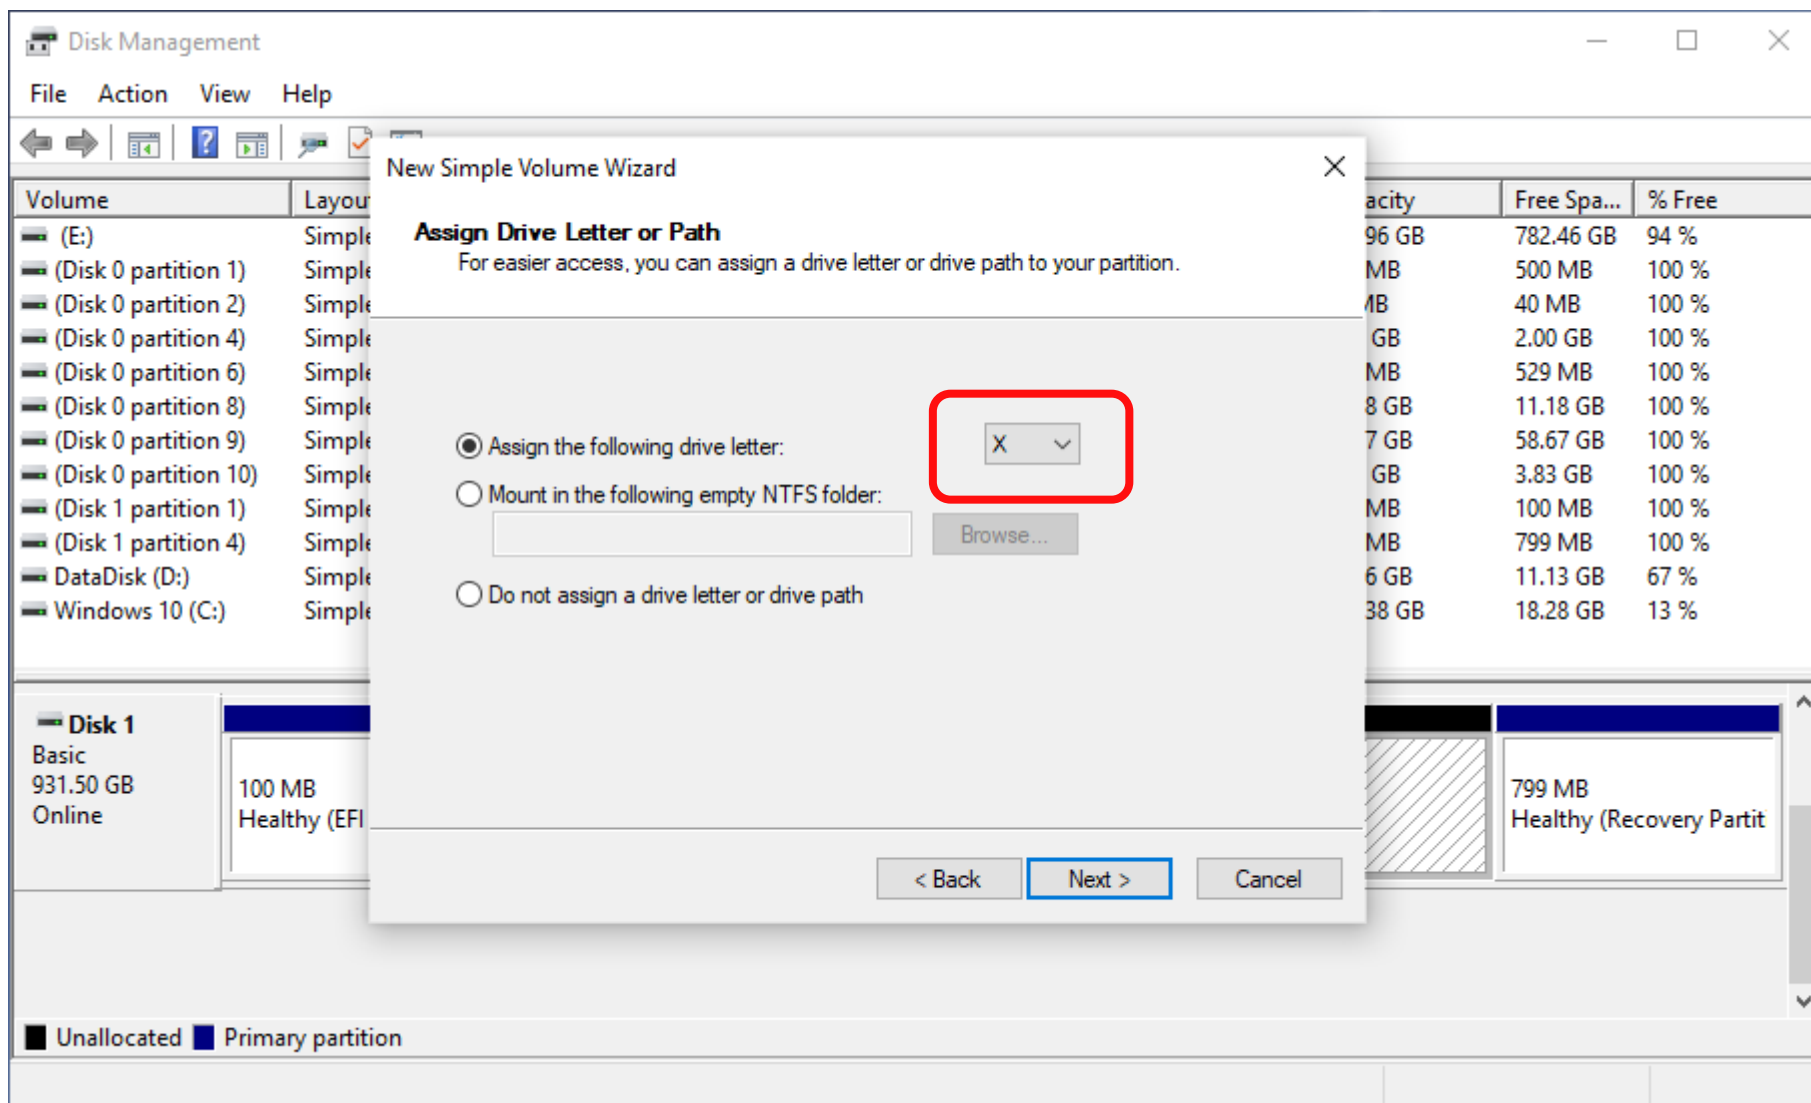 Disk Management
File Action View Help
New Simple Volume Wizard
Assign Drive Letter or Path
For easier access, you can assign a drive letter or drive path to your partition.
Assign the following drive letter: X
Mount in the following empty NTFS folder:
Browse...
Do not assign a drive letter or drive path
< Back Next > Cancel
Volume Layou acity Free Spa... % Free
(E:) Simple 96 GB 782.46 GB 94 %
(Disk 0 partition 1) Simple MB 500 MB 100 %
(Disk 0 partition 2) Simple MB 40 MB 100 %
(Disk 0 partition 4) Simple GB 2.00 GB 100 %
(Disk 0 partition 6) Simple MB 529 MB 100 %
(Disk 0 partition 8) Simple 8 GB 11.18 GB 100 %
(Disk 0 partition 9) Simple 7 GB 58.67 GB 100 %
(Disk 0 partition 10) Simple GB 3.83 GB 100 %
(Disk 1 partition 1) Simple MB 100 MB 100 %
(Disk 1 partition 4) Simple MB 799 MB 100 %
DataDisk (D:) Simple 6 GB 11.13 GB 67 %
Windows 10 (C:) Simple 38 GB 18.28 GB 13 %
Disk 1
Basic
931.50 GB
Online
100 MB
Healthy (EFI
799 MB
Healthy (Recovery Partit
Unallocated Primary partition